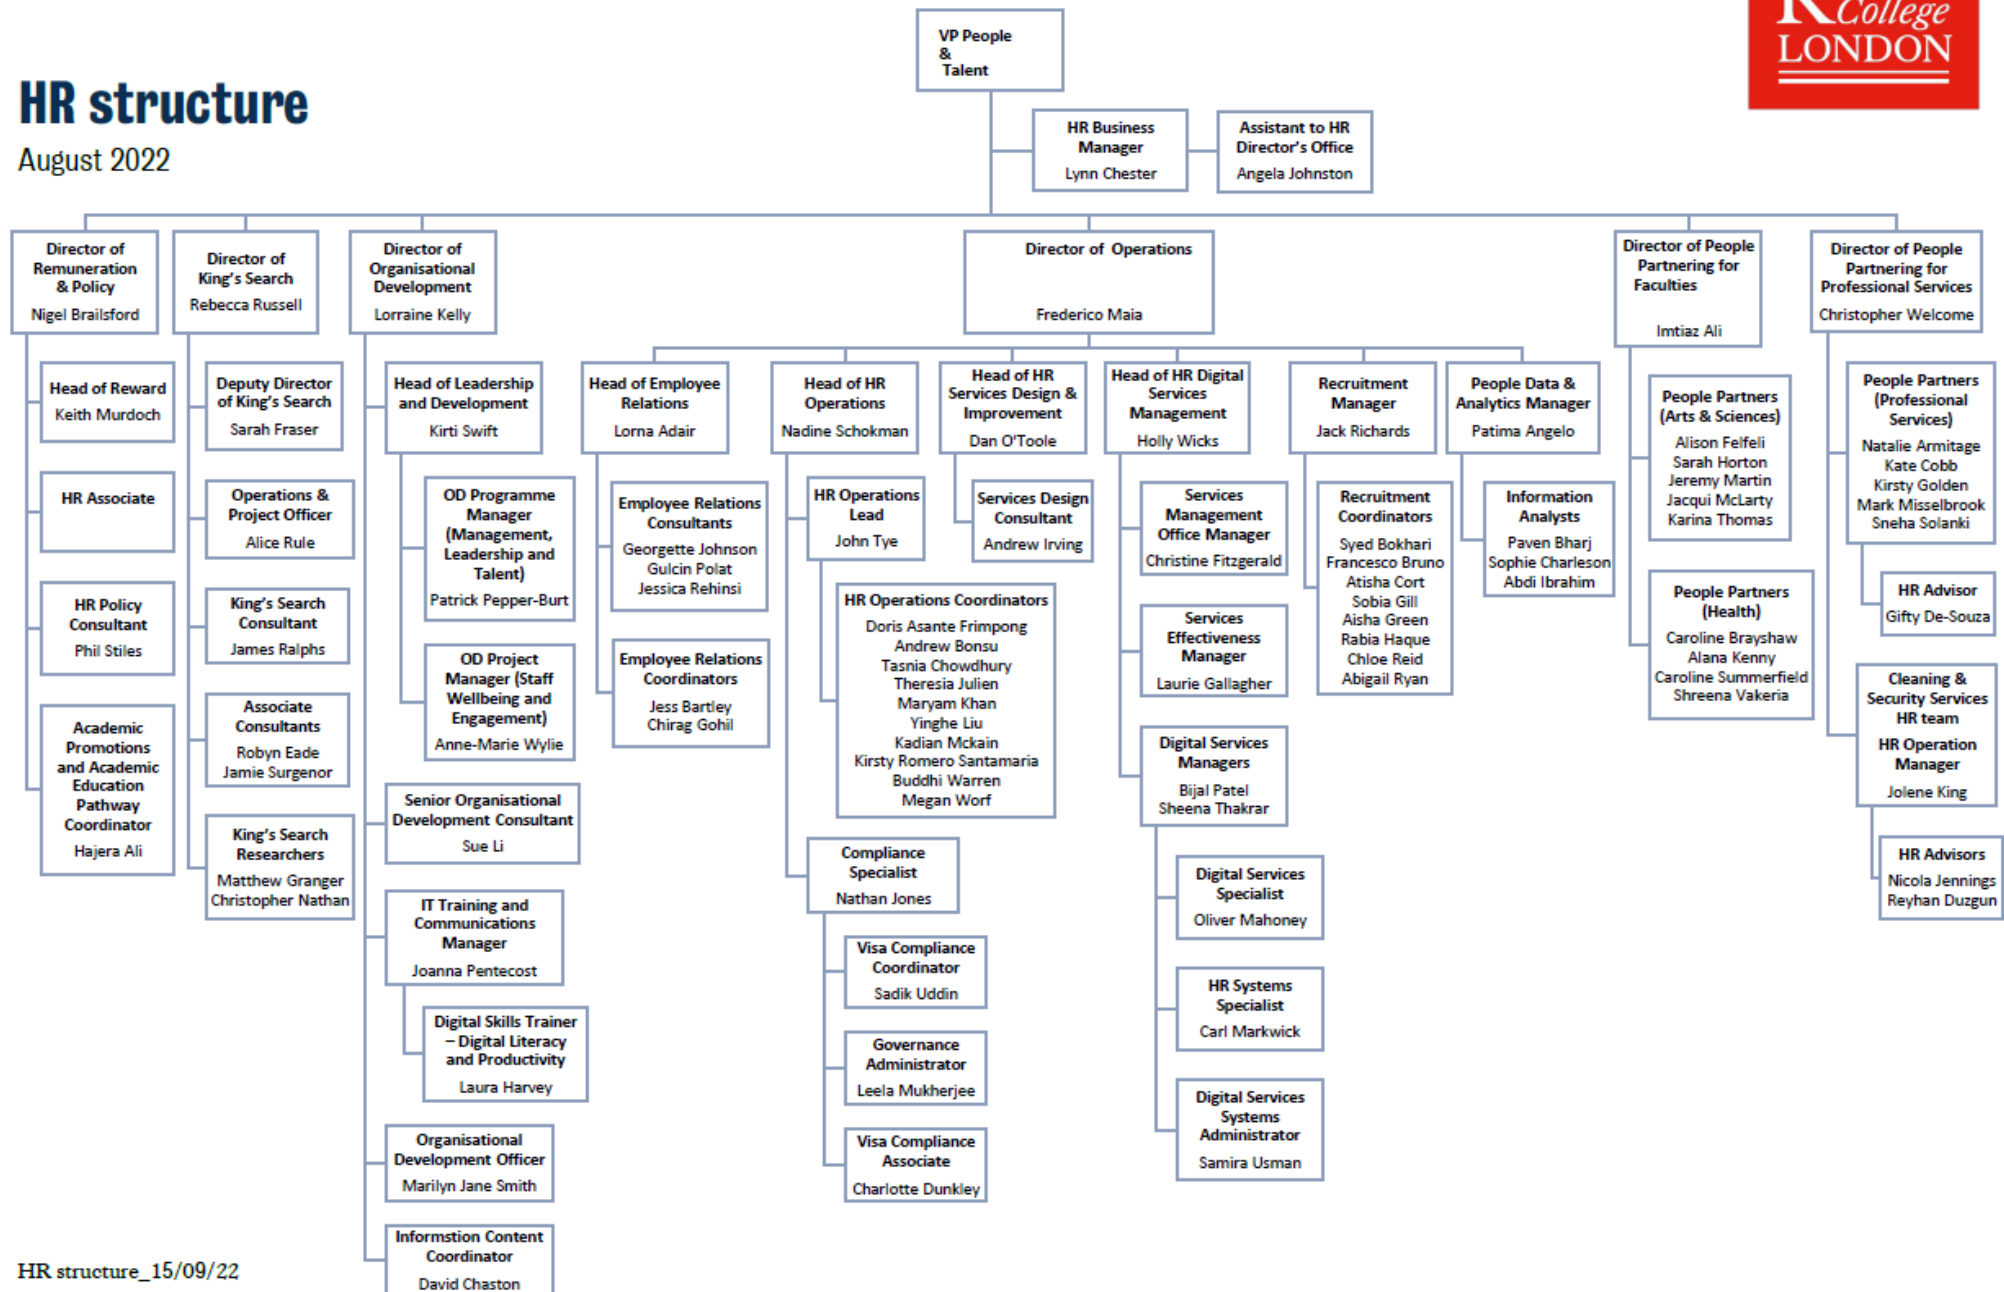 College
LONDON
HR structure
August 2022
VP People
&
Talent
HR Business
Manager
Lynn Chester
Assistant to HR
Director's Office
Angela Johnston
Director of
Remuneration
& Policy
Nigel Brailsford
Head of Reward
Keith Murdoch
HR Associate
HR Policy
Consultant
Phil Stiles
Academic
Promotions
and Academic
Education
Pathway
Coordinator
Hajera Ali
Director of
King's Search
Rebecca Russell
Deputy Director
of King's Search
Sarah Fraser
Operations &
Project Officer
Alice Rule
King's Search
Consultant
James Ralphs
Associate
Consultants
Robyn Eade
Jamie Surgenor
King's Search
Researchers
Matthew Granger
Christopher Nathan
Director of
Organisational
Development
Lorraine Kelly
Head of Leadership
and Development
Kirti Swift
OD Programme
Manager
(Management,
Leadership and
Talent)
Patrick Pepper-Burt
OD Project
Manager (Staff
Wellbeing and
Engagement)
Anne-Marie Wylie
Senior Organisational
Development Consultant
Sue Li
IT Training and
Communications
Manager
Joanna Pentecost
Digital Skills Trainer
– Digital Literacy
and Productivity
Laura Harvey
Organisational
Development Officer
Marilyn Jane Smith
Informstion Content
Coordinator
David Chaston
Director of Operations
Frederico Maia
Head of Employee
Relations
Lorna Adair
Employee Relations
Consultants
Georgette Johnson
Gulcin Polat
Jessica Rehinsi
Employee Relations
Coordinators
Jess Bartley
Chirag Gohil
Head of HR
Operations
Nadine Schokman
HR Operations
Lead
John Tye
HR Operations Coordinators
Doris Asante Frimpong
Andrew Bonsu
Tasnia Chowdhury
Theresia Julien
Maryam Khan
Yinghe Liu
Kadian Mckain
Kirsty Romero Santamaria
Buddhi Warren
Megan Worf
Compliance
Specialist
Nathan Jones
Visa Compliance
Coordinator
Sadik Uddin
Governance
Administrator
Leela Mukherjee
Visa Compliance
Associate
Charlotte Dunkley
Head of HR
Services Design &
Improvement
Dan O'Toole
Services Design
Consultant
Andrew Irving
Head of HR Digital
Services
Management
Holly Wicks
Services
Management
Office Manager
Christine Fitzgerald
Services
Effectiveness
Manager
Laurie Gallagher
Digital Services
Managers
Bijal Patel
Sheena Thakrar
Digital Services
Specialist
Oliver Mahoney
HR Systems
Specialist
Carl Markwick
Digital Services
Systems
Administrator
Samira Usman
Recruitment
Manager
Jack Richards
Recruitment
Coordinators
Syed Bokhari
Francesco Bruno
Atisha Cort
Sobia Gill
Aisha Green
Rabia Haque
Chloe Reid
Abigail Ryan
People Data &
Analytics Manager
Patima Angelo
Information
Analysts
Paven Bharj
Sophie Charleson
Abdi Ibrahim
Director of People
Partnering for
Faculties
Imtiaz Ali
People Partners
(Arts & Sciences)
Alison Felfeli
Sarah Horton
Jeremy Martin
Jacqui McLarty
Karina Thomas
People Partners
(Health)
Caroline Brayshaw
Alana Kenny
Caroline Summerfield
Shreena Vakeria
Director of People
Partnering for
Professional Services
Christopher Welcome
People Partners
(Professional
Services)
Natalie Armitage
Kate Cobb
Kirsty Golden
Mark Misselbrook
Sneha Solanki
HR Advisor
Gifty De-Souza
Cleaning &
Security Services
HR team
HR Operation
Manager
Jolene King
HR Advisors
Nicola Jennings
Reyhan Duzgun
HR structure_15/09/22